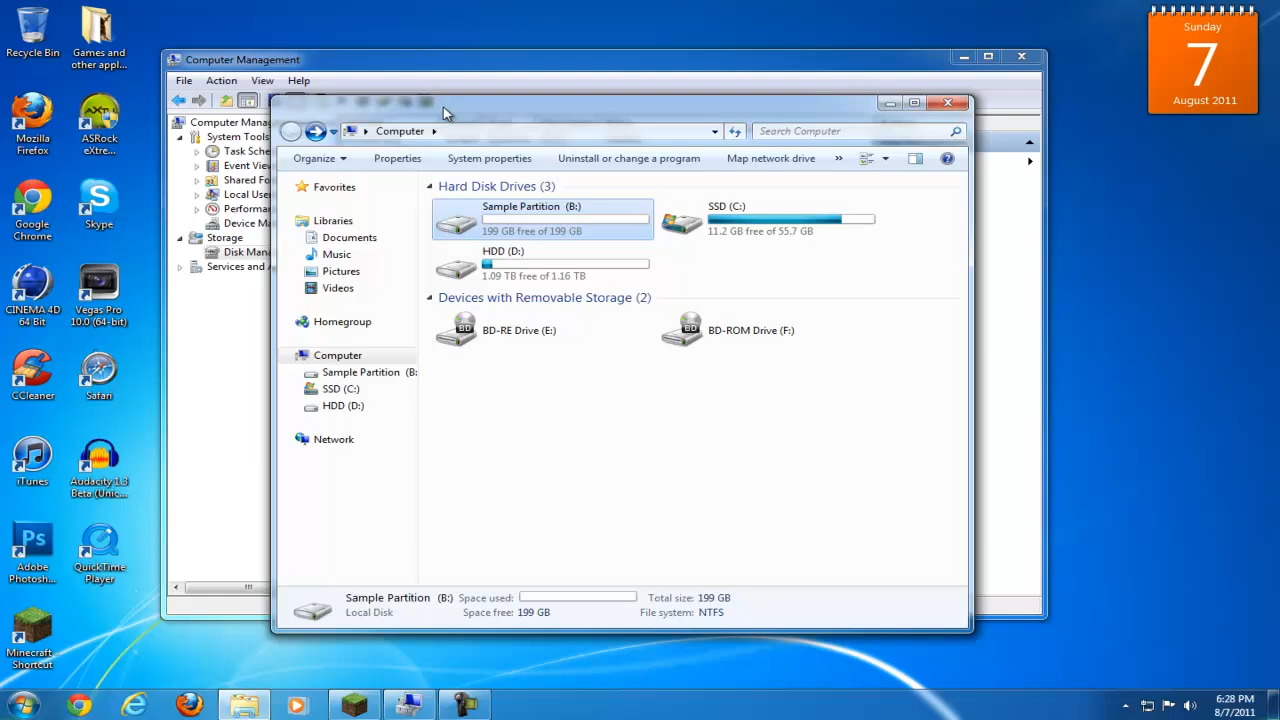 Recycle Bin
Games and
other appl...
Mozilla
Firefox
ASRock
eXtre...
Google
Chrome
Skype
CINEMA 4D
64 Bit
Vegas Pro
10.0 (64-bit)
CCleaner
Safari
iTunes
Audacity 1.3
Beta (Unic...
Adobe
Photosh...
QuickTime
Player
Minecraft -
Shortcut
Sunday
7
August 2011
Computer Management
File Action View Help
Computer Mana
System Tools
Task Sche
Event View
Shared Fo
Local User
Performa
Device M
Storage
Disk Man
Services and A
Computer
Search Computer
Organize Properties System properties Uninstall or change a program Map network drive »
Favorites
Libraries
Documents
Music
Pictures
Videos
Homegroup
Computer
Sample Partition (B:
SSD (C:)
HDD (D:)
Network
Hard Disk Drives (3)
Sample Partition (B:)
199 GB free of 199 GB
SSD (C:)
11.2 GB free of 55.7 GB
HDD (D:)
1.09 TB free of 1.16 TB
Devices with Removable Storage (2)
BD
BD-RE Drive (E:)
BD
BD-ROM Drive (F:)
Sample Partition (B:) Space used: Total size: 199 GB
Local Disk Space free: 199 GB File system: NTFS
6:28 PM
8/7/2011